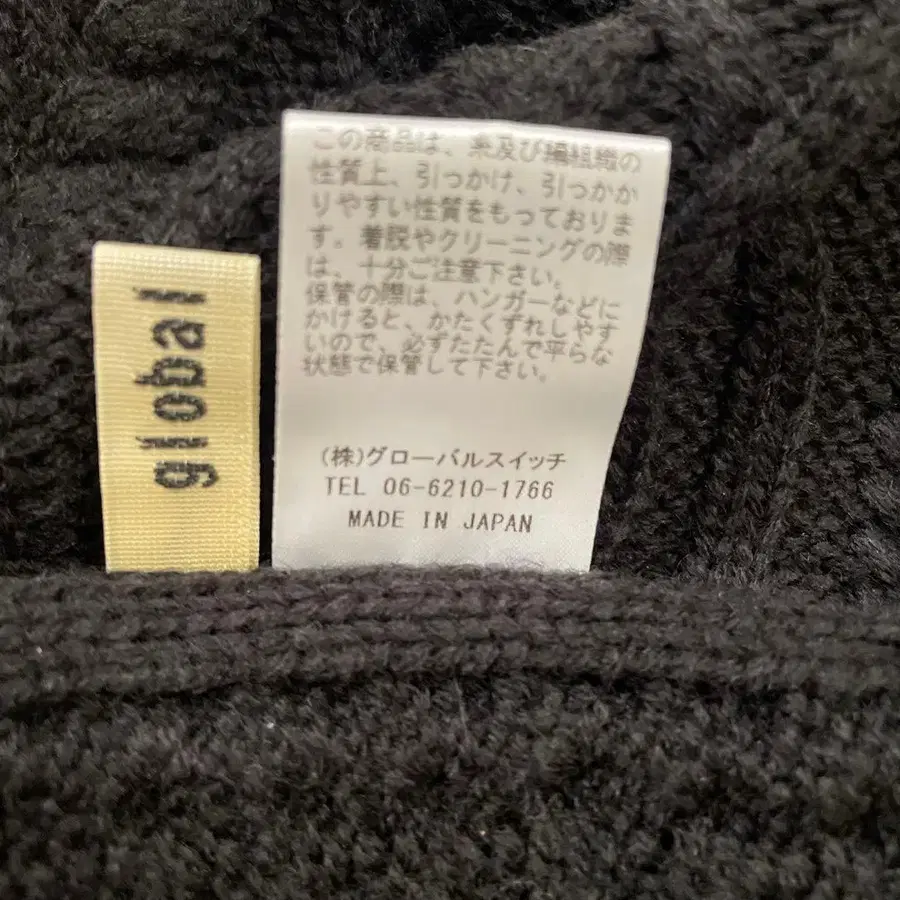 global
この商品は、糸及び編組織の
性質上、引っかけ、引っかか
りやすい性質をもっておりま
す。着脱やクリーニングの際
は、十分ご注意下さい。
保管の際は、ハンガーなどに
かけると、かたくずれしやす
いので、必ずたたんで平らな
状態で保管して下さい。
(株)グローバルスイッチ
TEL 06-6210-1766
MADE IN JAPAN